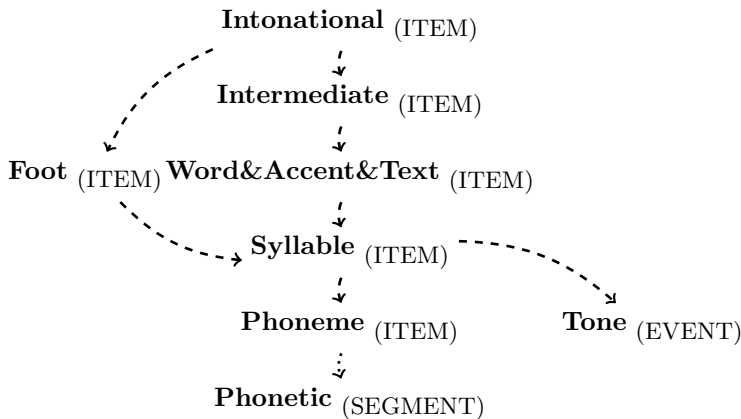 Intonational (ITEM)
Intermediate (ITEM)
Foot (ITEM) Word&Accent&Text (ITEM)
Syllable (ITEM)
Phoneme (ITEM) Tone (EVENT)
Phonetic (SEGMENT)